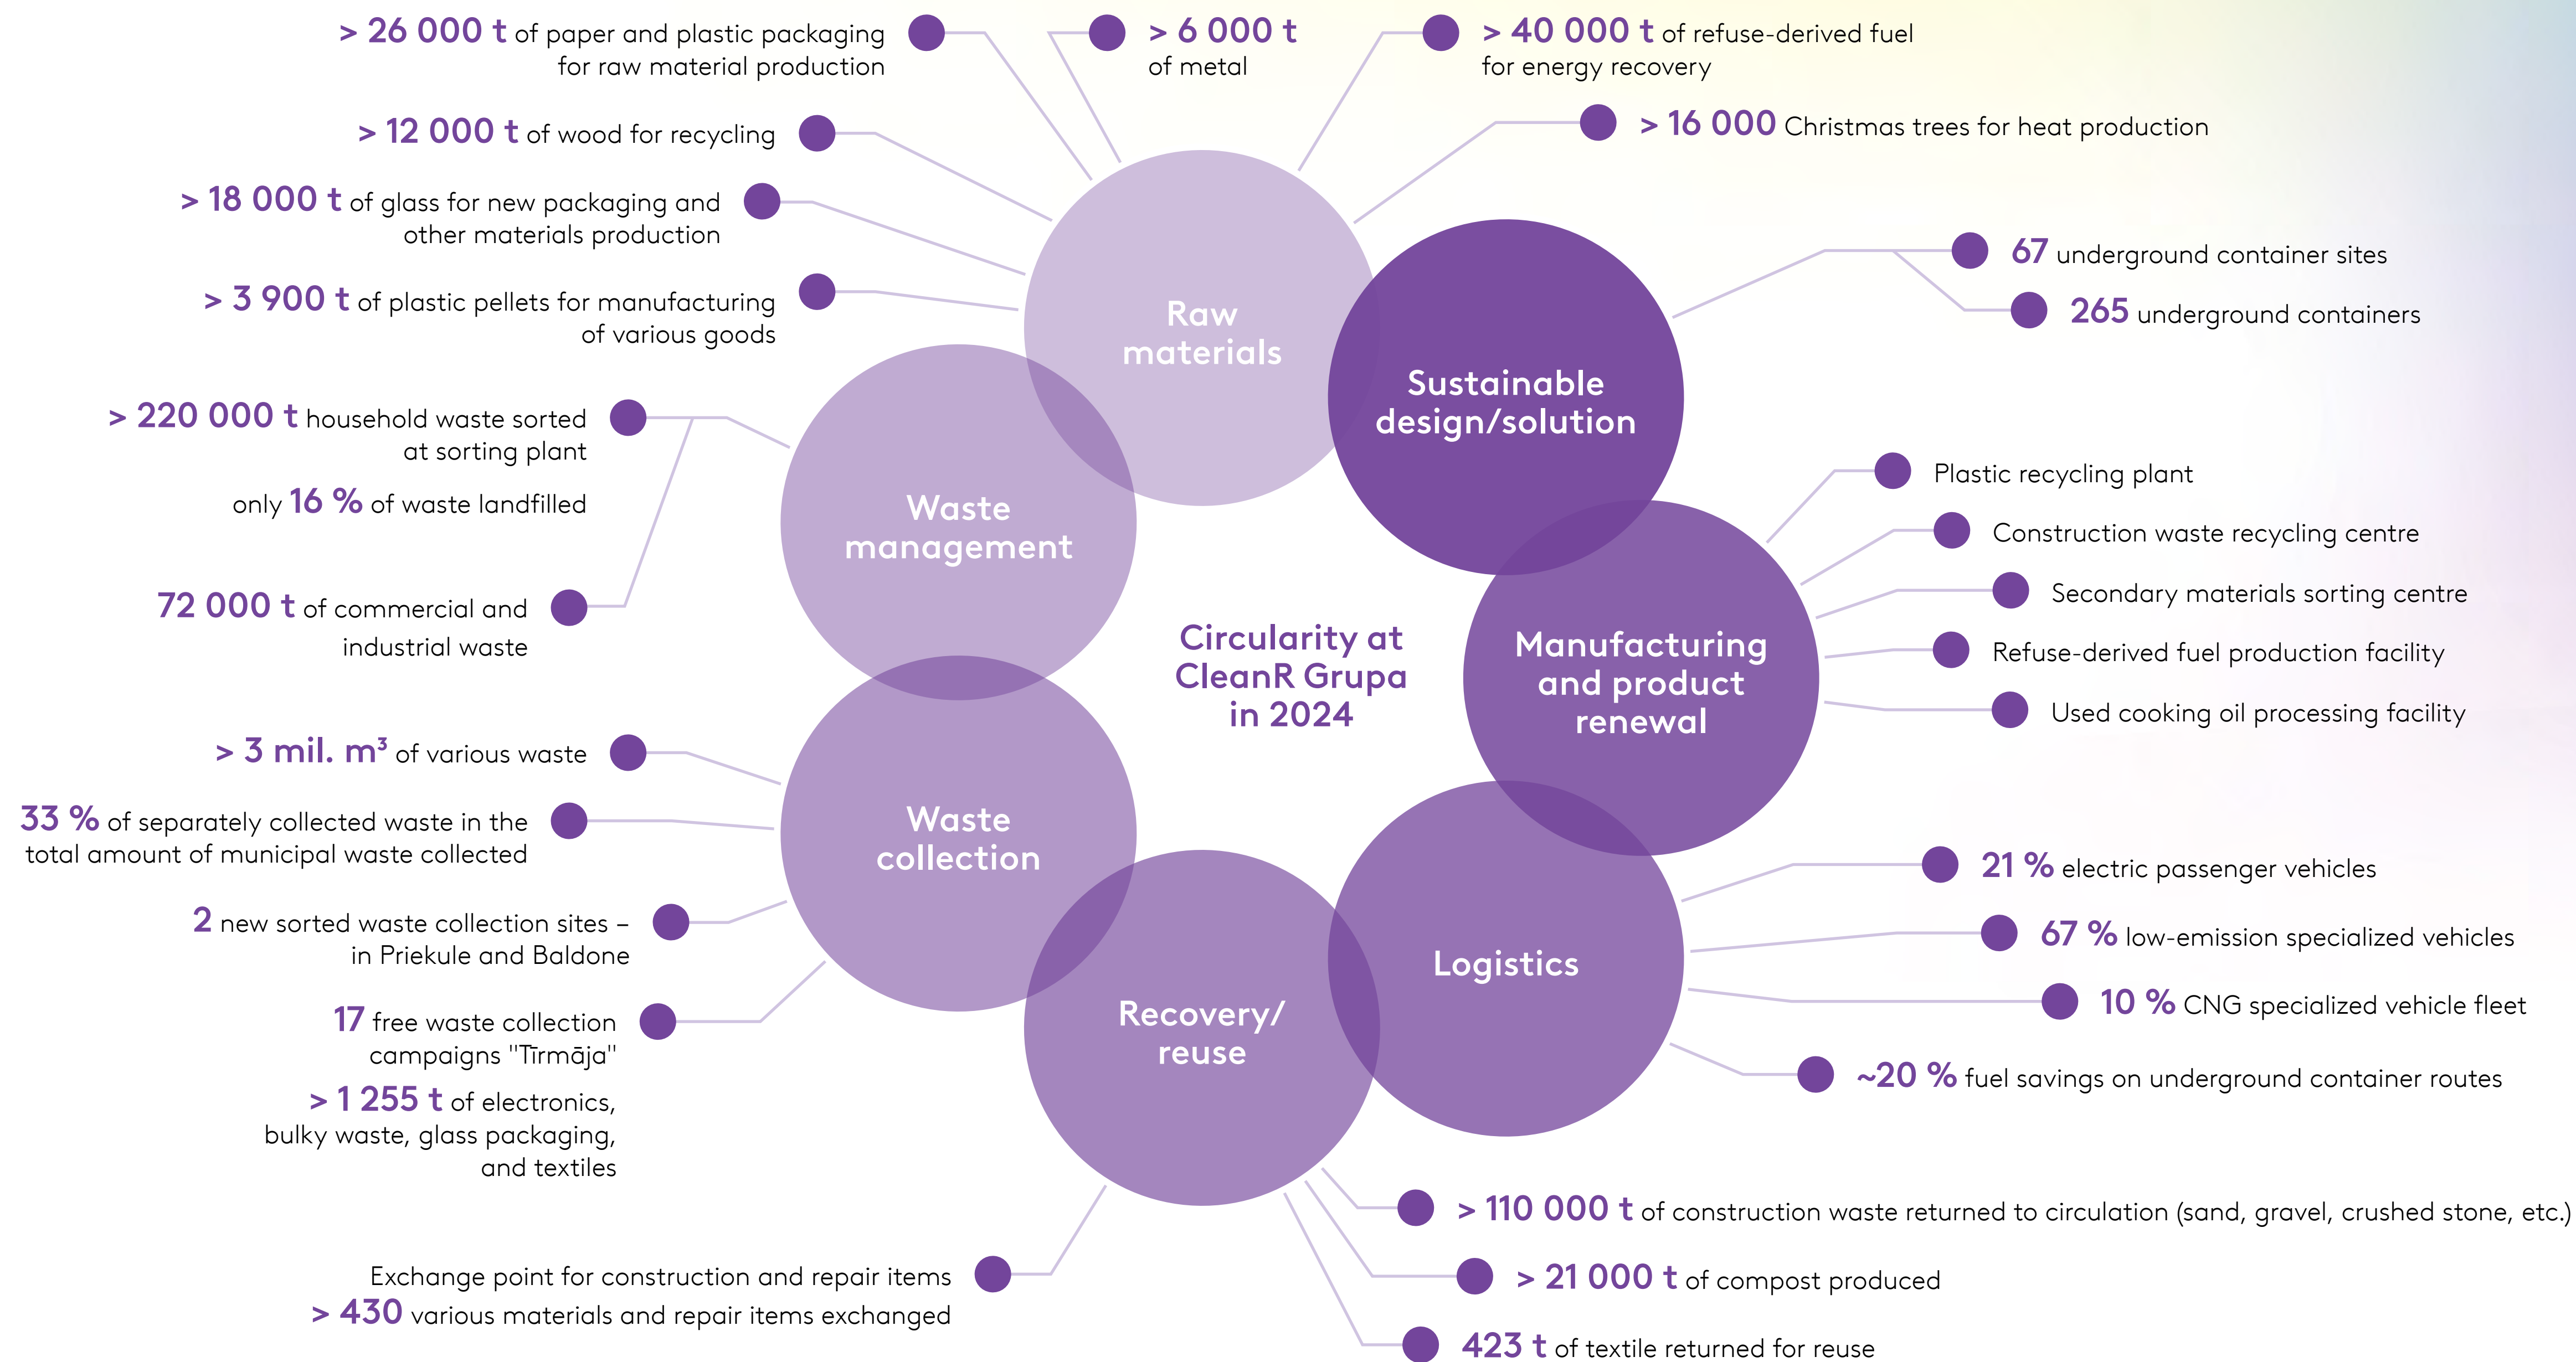 > 26 000 t of paper and plastic packaging
for raw material production
> 6 000 t
of metal
> 40 000 t of refuse-derived fuel
for energy recovery
> 16 000 Christmas trees for heat production
> 12 000 t of wood for recycling
> 18 000 t of glass for new packaging and
other materials production
> 3 900 t of plastic pellets for manufacturing
of various goods
Raw
materials
Sustainable
design/solution
67 underground container sites
265 underground containers
> 220 000 t household waste sorted
at sorting plant
only 16 % of waste landfilled
72 000 t of commercial and
industrial waste
Waste
management
Circularity at
CleanR Grupa
in 2024
Manufacturing
and product
renewal
Plastic recycling plant
Construction waste recycling centre
Secondary materials sorting centre
Refuse-derived fuel production facility
Used cooking oil processing facility
> 3 mil. m³ of various waste
33 % of separately collected waste in the
total amount of municipal waste collected
2 new sorted waste collection sites –
in Priekule and Baldone
17 free waste collection
campaigns "Tīrmāja"
> 1 255 t of electronics,
bulky waste, glass packaging,
and textiles
Waste
collection
Logistics
21 % electric passenger vehicles
67 % low-emission specialized vehicles
10 % CNG specialized vehicle fleet
~20 % fuel savings on underground container routes
Recovery/
reuse
> 110 000 t of construction waste returned to circulation (sand, gravel, crushed stone, etc.)
> 21 000 t of compost produced
423 t of textile returned for reuse
Exchange point for construction and repair items
> 430 various materials and repair items exchanged